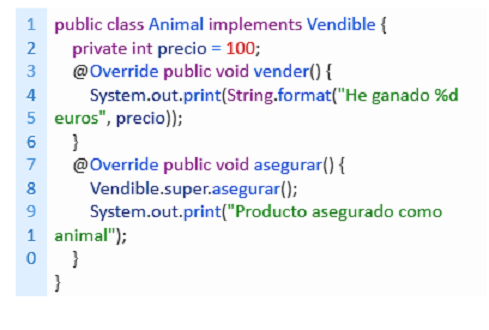 1 public class Animal implements Vendible {
2 private int precio = 100;
3 @Override public void vender() {
4 System.out.print(String.format("He ganado %d
5 euros", precio));
6 }
7 @Override public void asegurar() {
8 Vendible.super.asegurar();
9 System.out.print("Producto asegurado como
1 animal");
0 }
}